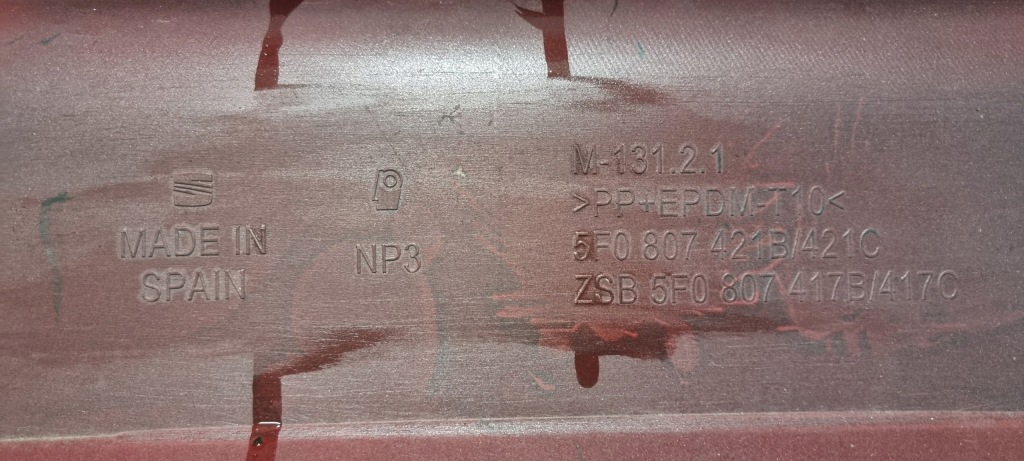 MADE IN
SPAIN
NP3
M-131.2.1
>PP+EPDM-T10<
5F0 807 421B/421C
ZSB 5F0 807 417B/417C